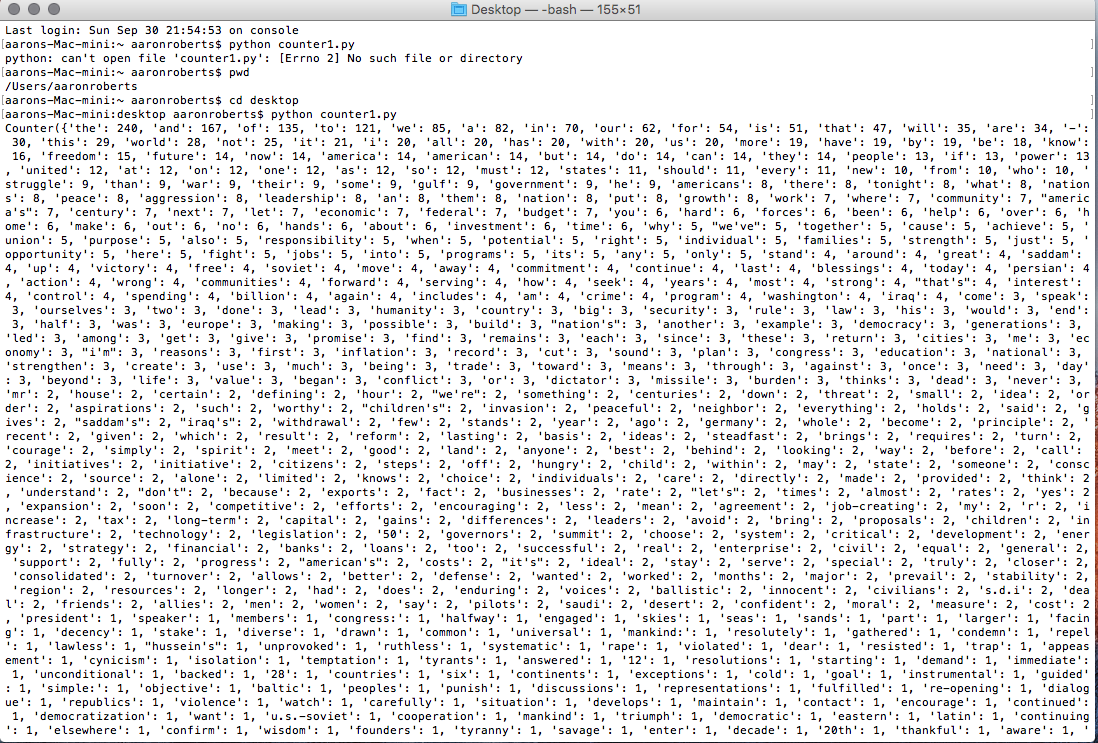 Desktop — -bash — 155×51
Last login: Sun Sep 30 21:54:53 on console
[aarons-Mac-mini:~ aaronroberts$ python counter1.py ]
python: can't open file 'counter1.py': [Errno 2] No such file or directory
[aarons-Mac-mini:~ aaronroberts$ pwd ]
/Users/aaronroberts
[aarons-Mac-mini:~ aaronroberts$ cd desktop ]
[aarons-Mac-mini:desktop aaronroberts$ python counter1.py ]
Counter({'the': 240, 'and': 167, 'of': 135, 'to': 121, 'we': 85, 'a': 82, 'in': 70, 'our': 62, 'for': 54, 'is': 51, 'that': 47, 'will': 35, 'are': 34, '-':
 30, 'this': 29, 'world': 28, 'not': 25, 'it': 21, 'i': 20, 'all': 20, 'has': 20, 'with': 20, 'us': 20, 'more': 19, 'have': 19, 'by': 19, 'be': 18, 'know':
 16, 'freedom': 15, 'future': 14, 'now': 14, 'america': 14, 'american': 14, 'but': 14, 'do': 14, 'can': 14, 'they': 14, 'people': 13, 'if': 13, 'power': 13
, 'united': 12, 'at': 12, 'on': 12, 'one': 12, 'as': 12, 'so': 12, 'must': 12, 'states': 11, 'should': 11, 'every': 11, 'new': 10, 'from': 10, 'who': 10, '
struggle': 9, 'than': 9, 'war': 9, 'their': 9, 'some': 9, 'gulf': 9, 'government': 9, 'he': 9, 'americans': 8, 'there': 8, 'tonight': 8, 'what': 8, 'nation
s': 8, 'peace': 8, 'aggression': 8, 'leadership': 8, 'an': 8, 'them': 8, 'nation': 8, 'put': 8, 'growth': 8, 'work': 7, 'where': 7, 'community': 7, "americ
a's": 7, 'century': 7, 'next': 7, 'let': 7, 'economic': 7, 'federal': 7, 'budget': 7, 'you': 6, 'hard': 6, 'forces': 6, 'been': 6, 'help': 6, 'over': 6, 'h
ome': 6, 'make': 6, 'out': 6, 'no': 6, 'hands': 6, 'about': 6, 'investment': 6, 'time': 6, 'why': 5, "we've": 5, 'together': 5, 'cause': 5, 'achieve': 5, '
union': 5, 'purpose': 5, 'also': 5, 'responsibility': 5, 'when': 5, 'potential': 5, 'right': 5, 'individual': 5, 'families': 5, 'strength': 5, 'just': 5, '
opportunity': 5, 'here': 5, 'fight': 5, 'jobs': 5, 'into': 5, 'programs': 5, 'its': 5, 'any': 5, 'only': 5, 'stand': 4, 'around': 4, 'great': 4, 'saddam':
4, 'up': 4, 'victory': 4, 'free': 4, 'soviet': 4, 'move': 4, 'away': 4, 'commitment': 4, 'continue': 4, 'last': 4, 'blessings': 4, 'today': 4, 'persian': 4
, 'action': 4, 'wrong': 4, 'communities': 4, 'forward': 4, 'serving': 4, 'how': 4, 'seek': 4, 'years': 4, 'most': 4, 'strong': 4, "that's": 4, 'interest':
4, 'control': 4, 'spending': 4, 'billion': 4, 'again': 4, 'includes': 4, 'am': 4, 'crime': 4, 'program': 4, 'washington': 4, 'iraq': 4, 'come': 3, 'speak':
 3, 'ourselves': 3, 'two': 3, 'done': 3, 'lead': 3, 'humanity': 3, 'country': 3, 'big': 3, 'security': 3, 'rule': 3, 'law': 3, 'his': 3, 'would': 3, 'end':
 3, 'half': 3, 'was': 3, 'europe': 3, 'making': 3, 'possible': 3, 'build': 3, "nation's": 3, 'another': 3, 'example': 3, 'democracy': 3, 'generations': 3,
'led': 3, 'among': 3, 'get': 3, 'give': 3, 'promise': 3, 'find': 3, 'remains': 3, 'each': 3, 'since': 3, 'these': 3, 'return': 3, 'cities': 3, 'me': 3, 'ec
onomy': 3, "i'm": 3, 'reasons': 3, 'first': 3, 'inflation': 3, 'record': 3, 'cut': 3, 'sound': 3, 'plan': 3, 'congress': 3, 'education': 3, 'national': 3,
'strengthen': 3, 'create': 3, 'use': 3, 'much': 3, 'being': 3, 'trade': 3, 'toward': 3, 'means': 3, 'through': 3, 'against': 3, 'once': 3, 'need': 3, 'day'
: 3, 'beyond': 3, 'life': 3, 'value': 3, 'began': 3, 'conflict': 3, 'or': 3, 'dictator': 3, 'missile': 3, 'burden': 3, 'thinks': 3, 'dead': 3, 'never': 3,
'mr': 2, 'house': 2, 'certain': 2, 'defining': 2, 'hour': 2, "we're": 2, 'something': 2, 'centuries': 2, 'down': 2, 'threat': 2, 'small': 2, 'idea': 2, 'or
der': 2, 'aspirations': 2, 'such': 2, 'worthy': 2, "children's": 2, 'invasion': 2, 'peaceful': 2, 'neighbor': 2, 'everything': 2, 'holds': 2, 'said': 2, 'g
ives': 2, "saddam's": 2, "iraq's": 2, 'withdrawal': 2, 'few': 2, 'stands': 2, 'year': 2, 'ago': 2, 'germany': 2, 'whole': 2, 'become': 2, 'principle': 2, '
recent': 2, 'given': 2, 'which': 2, 'result': 2, 'reform': 2, 'lasting': 2, 'basis': 2, 'ideas': 2, 'steadfast': 2, 'brings': 2, 'requires': 2, 'turn': 2,
'courage': 2, 'simply': 2, 'spirit': 2, 'meet': 2, 'good': 2, 'land': 2, 'anyone': 2, 'best': 2, 'behind': 2, 'looking': 2, 'way': 2, 'before': 2, 'call':
2, 'initiatives': 2, 'initiative': 2, 'citizens': 2, 'steps': 2, 'off': 2, 'hungry': 2, 'child': 2, 'within': 2, 'may': 2, 'state': 2, 'someone': 2, 'consc
ience': 2, 'source': 2, 'alone': 2, 'limited': 2, 'knows': 2, 'choice': 2, 'individuals': 2, 'care': 2, 'directly': 2, 'made': 2, 'provided': 2, 'think': 2
, 'understand': 2, "don't": 2, 'because': 2, 'exports': 2, 'fact': 2, 'businesses': 2, 'rate': 2, "let's": 2, 'times': 2, 'almost': 2, 'rates': 2, 'yes': 2
, 'expansion': 2, 'soon': 2, 'competitive': 2, 'efforts': 2, 'encouraging': 2, 'less': 2, 'mean': 2, 'agreement': 2, 'job-creating': 2, 'my': 2, 'r': 2, 'i
ncrease': 2, 'tax': 2, 'long-term': 2, 'capital': 2, 'gains': 2, 'differences': 2, 'leaders': 2, 'avoid': 2, 'bring': 2, 'proposals': 2, 'children': 2, 'in
frastructure': 2, 'technology': 2, 'legislation': 2, '50': 2, 'governors': 2, 'summit': 2, 'choose': 2, 'system': 2, 'critical': 2, 'development': 2, 'ener
gy': 2, 'strategy': 2, 'financial': 2, 'banks': 2, 'loans': 2, 'too': 2, 'successful': 2, 'real': 2, 'enterprise': 2, 'civil': 2, 'equal': 2, 'general': 2,
 'support': 2, 'fully': 2, 'progress': 2, "american's": 2, 'costs': 2, "it's": 2, 'ideal': 2, 'stay': 2, 'serve': 2, 'special': 2, 'truly': 2, 'closer': 2,
 'consolidated': 2, 'turnover': 2, 'allows': 2, 'better': 2, 'defense': 2, 'wanted': 2, 'worked': 2, 'months': 2, 'major': 2, 'prevail': 2, 'stability': 2,
 'region': 2, 'resources': 2, 'longer': 2, 'had': 2, 'does': 2, 'enduring': 2, 'voices': 2, 'ballistic': 2, 'innocent': 2, 'civilians': 2, 's.d.i': 2, 'dea
l': 2, 'friends': 2, 'allies': 2, 'men': 2, 'women': 2, 'say': 2, 'pilots': 2, 'saudi': 2, 'desert': 2, 'confident': 2, 'moral': 2, 'measure': 2, 'cost': 2
, 'president': 1, 'speaker': 1, 'members': 1, 'congress:': 1, 'halfway': 1, 'engaged': 1, 'skies': 1, 'seas': 1, 'sands': 1, 'part': 1, 'larger': 1, 'facin
g': 1, 'decency': 1, 'stake': 1, 'diverse': 1, 'drawn': 1, 'common': 1, 'universal': 1, 'mankind:': 1, 'resolutely': 1, 'gathered': 1, 'condemn': 1, 'repel
': 1, 'lawless': 1, "hussein's": 1, 'unprovoked': 1, 'ruthless': 1, 'systematic': 1, 'rape': 1, 'violated': 1, 'dear': 1, 'resisted': 1, 'trap': 1, 'appeas
ement': 1, 'cynicism': 1, 'isolation': 1, 'temptation': 1, 'tyrants': 1, 'answered': 1, '12': 1, 'resolutions': 1, 'starting': 1, 'demand': 1, 'immediate':
 1, 'unconditional': 1, 'backed': 1, '28': 1, 'countries': 1, 'six': 1, 'continents': 1, 'exceptions': 1, 'cold': 1, 'goal': 1, 'instrumental': 1, 'guided'
: 1, 'simple:': 1, 'objective': 1, 'baltic': 1, 'peoples': 1, 'punish': 1, 'discussions': 1, 'representations': 1, 'fulfilled': 1, 're-opening': 1, 'dialog
ue': 1, 'republics': 1, 'violence': 1, 'watch': 1, 'carefully': 1, 'situation': 1, 'develops': 1, 'maintain': 1, 'contact': 1, 'encourage': 1, 'continued':
 1, 'democratization': 1, 'want': 1, 'u.s.-soviet': 1, 'cooperation': 1, 'mankind': 1, 'triumph': 1, 'democratic': 1, 'eastern': 1, 'latin': 1, 'continuing
': 1, 'elsewhere': 1, 'confirm': 1, 'wisdom': 1, 'founders': 1, 'tyranny': 1, 'savage': 1, 'enter': 1, 'decade': 1, '20th': 1, 'thankful': 1, 'aware': 1, '